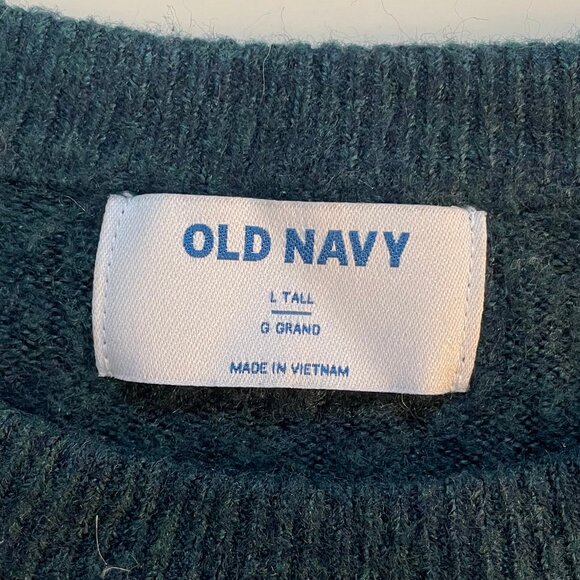 OLD NAVY
L TALL
G GRAND
MADE IN VIETNAM